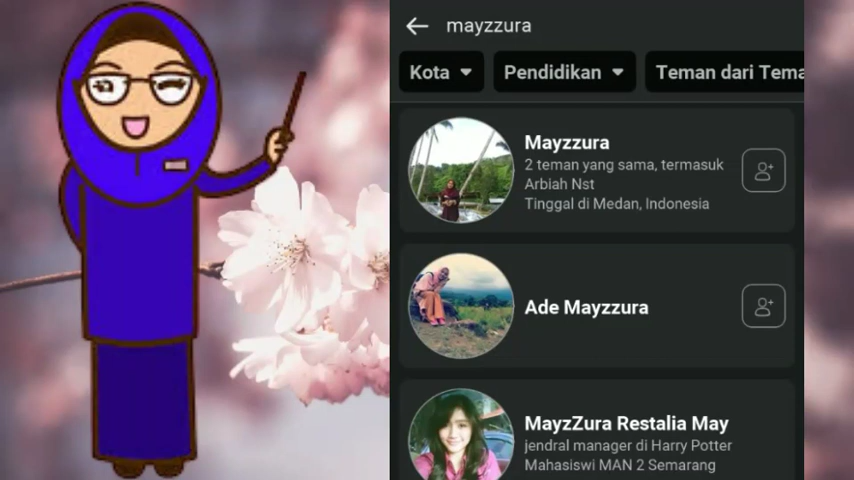 mayzzura
Kota
Pendidikan
Teman dari Tema
Mayzzura
2 teman yang sama, termasuk
Arbiah Nst
Tinggal di Medan, Indonesia
Ade Mayzzura
MayzZura Restalia May
jendral manager di Harry Potter
Mahasiswi MAN 2 Semarang